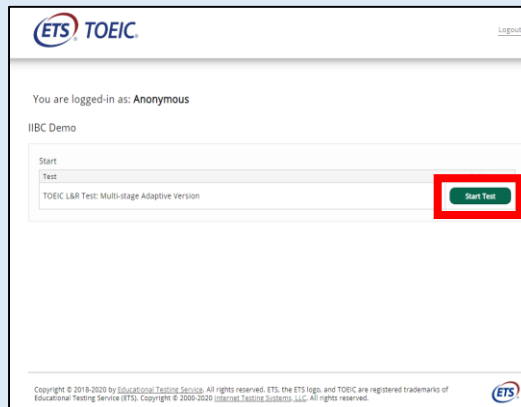 ETS TOEIC.
Logout
You are logged-in as: Anonymous
IIBC Demo
Start
Test
TOEIC L&R Test: Multi-stage Adaptive Version
Start Test
Copyright © 2018-2020 by Educational Testing Service. All rights reserved. ETS, the ETS logo, and TOEIC are registered trademarks of
Educational Testing Service (ETS). Copyright © 2000-2020 Internet Testing Systems, LLC. All rights reserved.
ETS